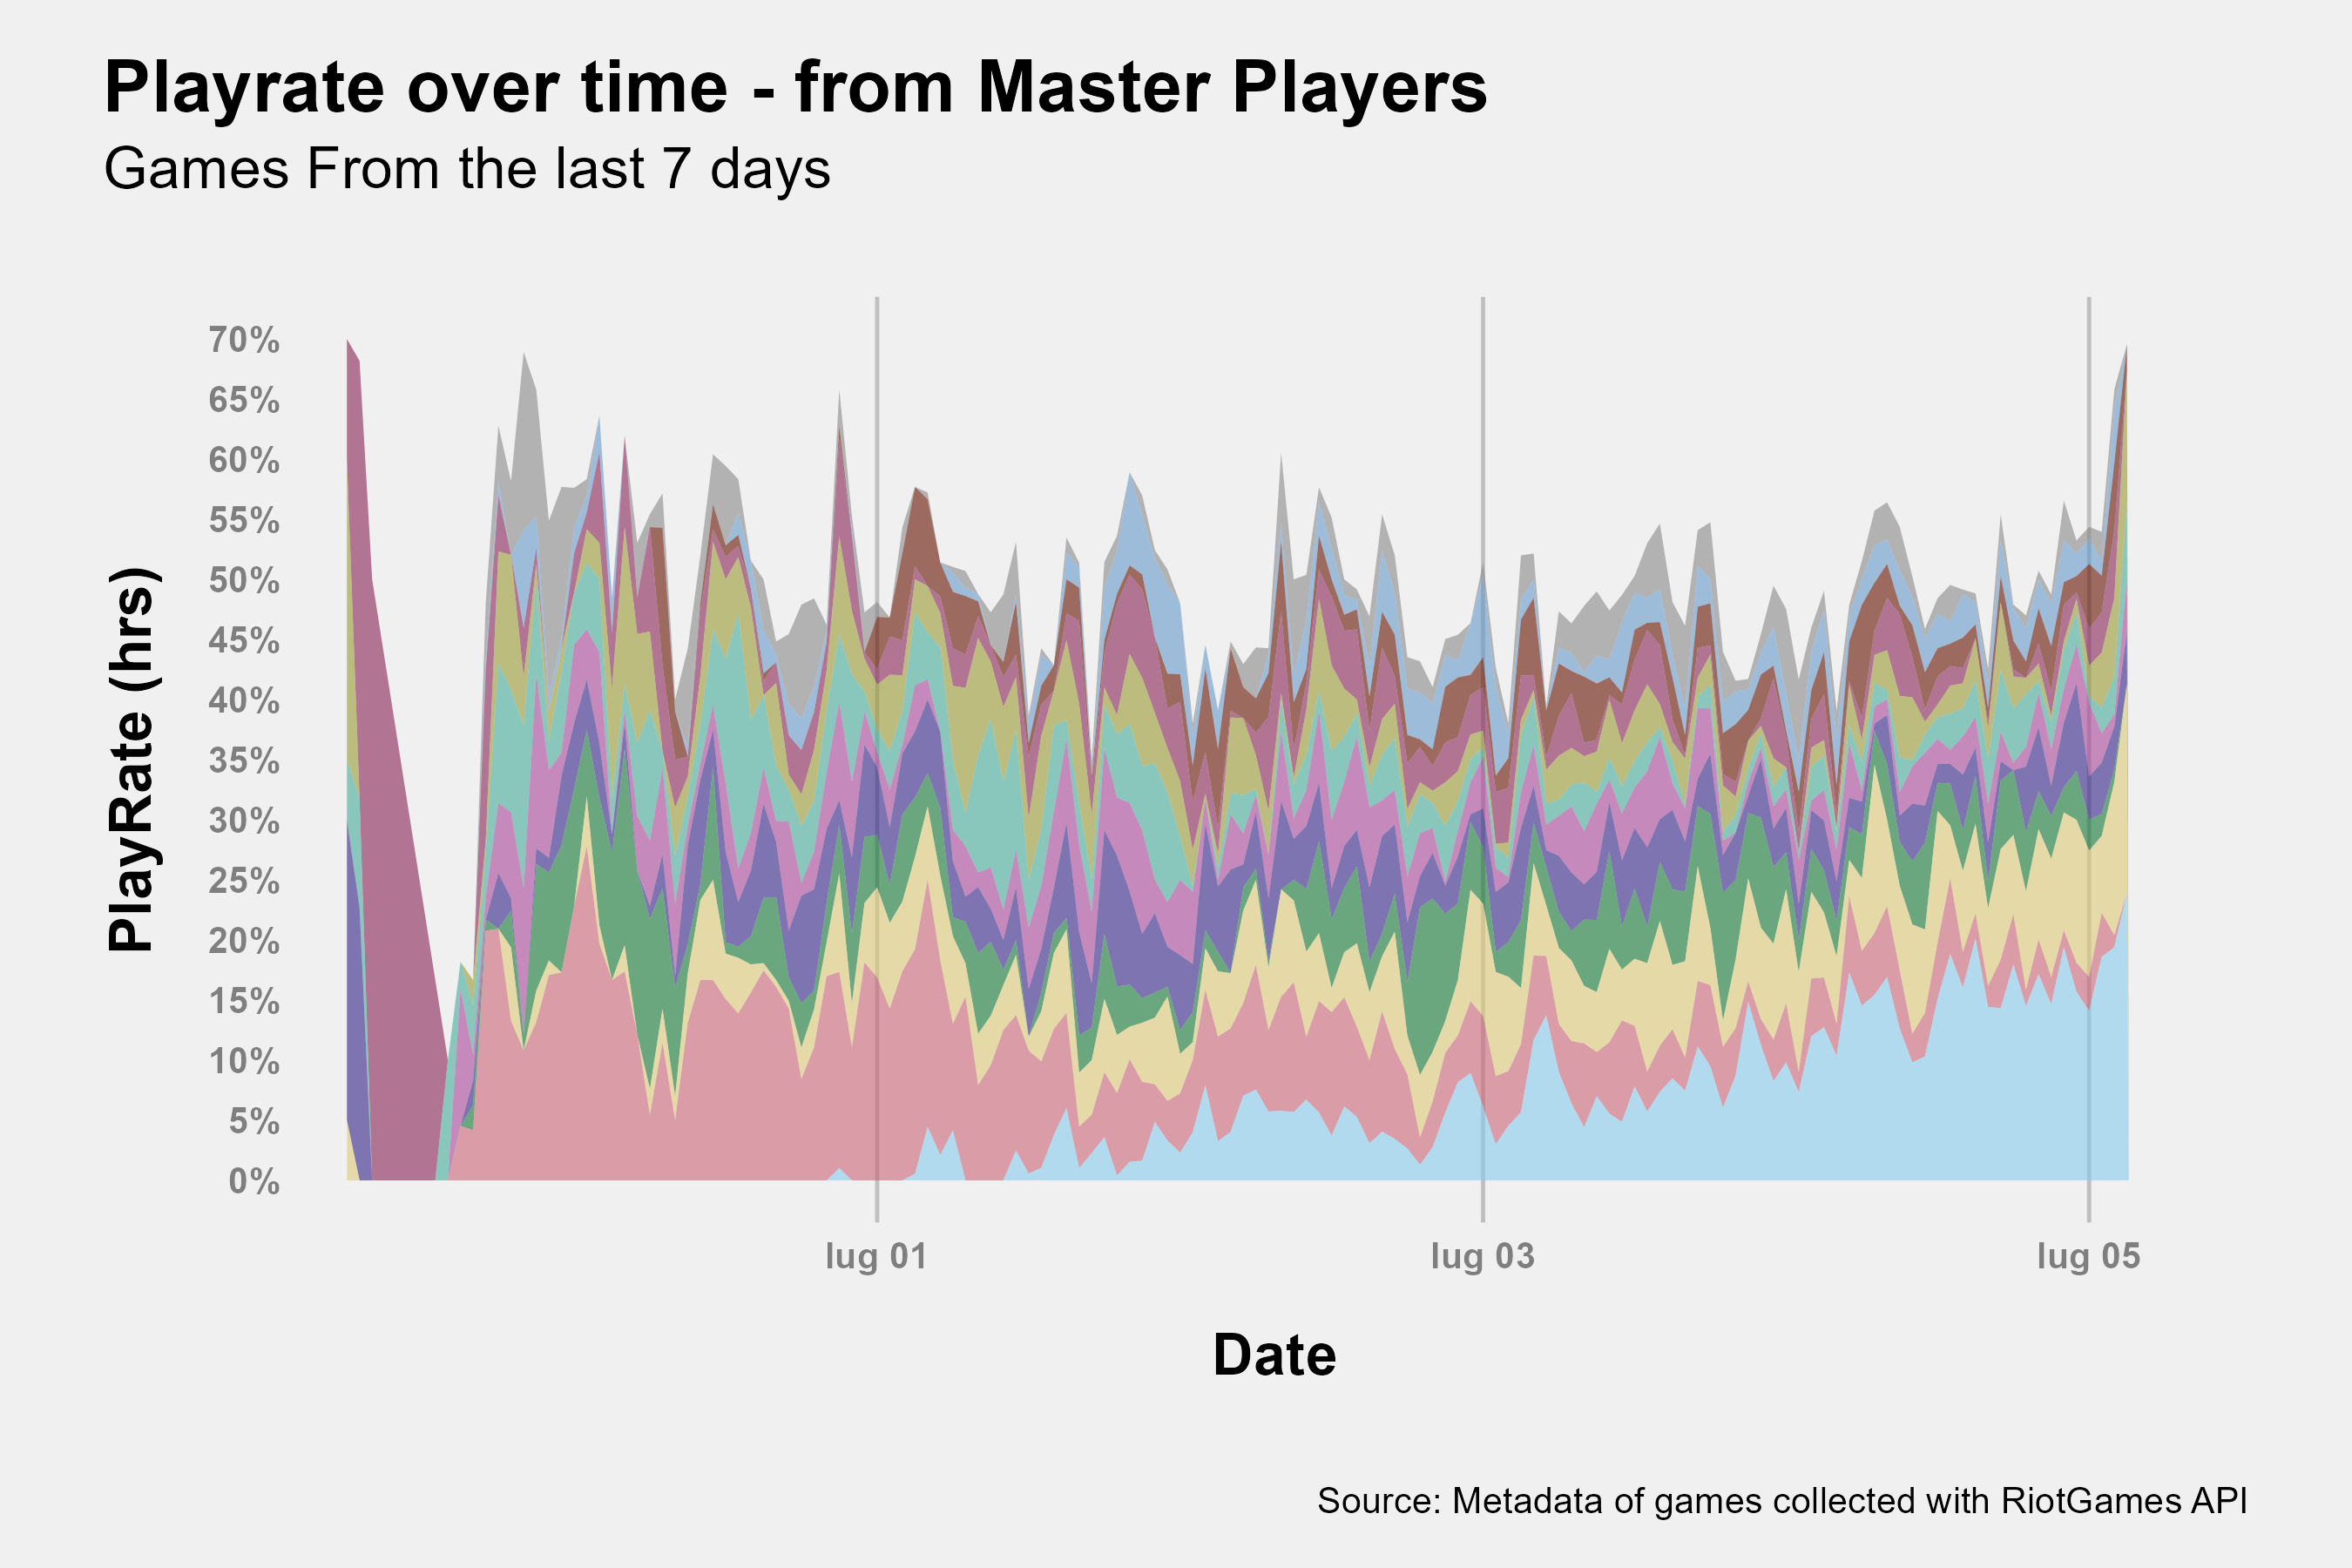 Playrate over time - from Master Players
Games From the last 7 days
PlayRate (hrs)
70%
65%
60%
55%
50%
45%
40%
35%
30%
25%
20%
15%
10%
5%
0%
lug 01
lug 03
lug 05
Date
Source: Metadata of games collected with RiotGames API